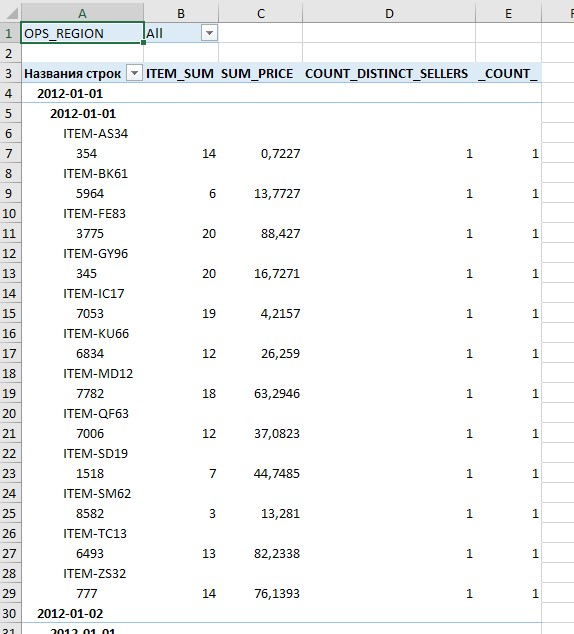 A B C D E F
1 OPS_REGION All
2
3 Названия строк ITEM_SUM SUM_PRICE COUNT_DISTINCT_SELLERS _COUNT_
4 2012-01-01
5 2012-01-01
6 ITEM-AS34
7 354 14 0,7227 1 1
8 ITEM-BK61
9 5964 6 13,7727 1 1
10 ITEM-FE83
11 3775 20 88,427 1 1
12 ITEM-GY96
13 345 20 16,7271 1 1
14 ITEM-IC17
15 7053 19 4,2157 1 1
16 ITEM-KU66
17 6834 12 26,259 1 1
18 ITEM-MD12
19 7782 18 63,2946 1 1
20 ITEM-QF63
21 7006 12 37,0823 1 1
22 ITEM-SD19
23 1518 7 44,7485 1 1
24 ITEM-SM62
25 8582 3 13,281 1 1
26 ITEM-TC13
27 6493 13 82,2338 1 1
28 ITEM-ZS32
29 777 14 76,1393 1 1
30 2012-01-02
31 2012-01-01